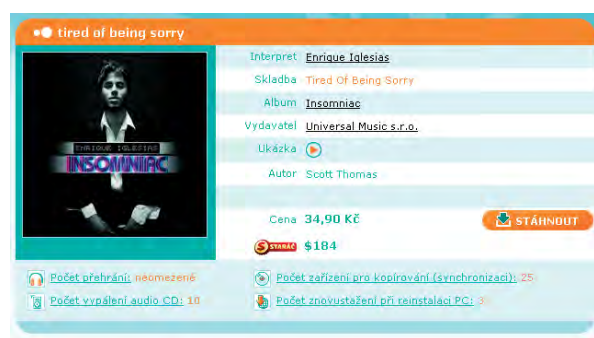 tired of being sorry
ENRIQUE IGLESIAS
INSOMNIAC
Interpret Enrique Iglesias
Skladba Tired Of Being Sorry
Album Insomniac
Vydavatel Universal Music s.r.o.
Ukázka
Autor Scott Thomas
Cena 34,90 Kč
STÁHNOUT
S STARÁČ $184
Počet přehrání: neomezené
Počet zařízení pro kopírování (synchronizaci): 25
Počet vypálení audio CD: 10
Počet znovustažení při reinstalaci PC: 3